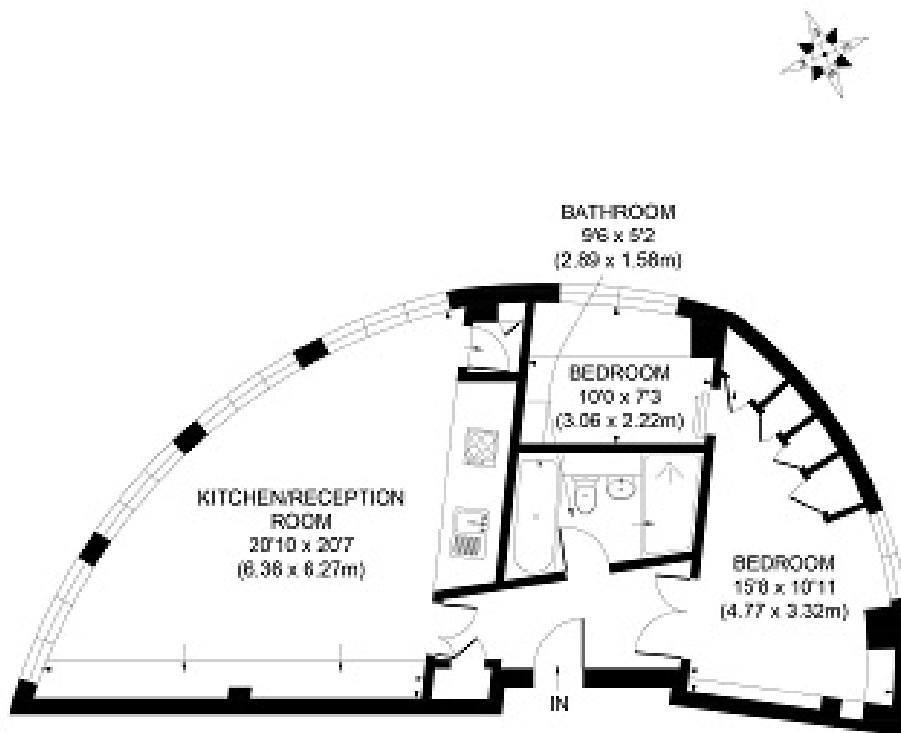 BATHROOM
9'6 x 5'2
(2.89 x 1.58m)
BEDROOM
10'0 x 7'3
(3.06 x 2.22m)
KITCHEN/RECEPTION
ROOM
20'10 x 20'7
(6.36 x 6.27m)
BEDROOM
15'8 x 10'11
(4.77 x 3.32m)
IN